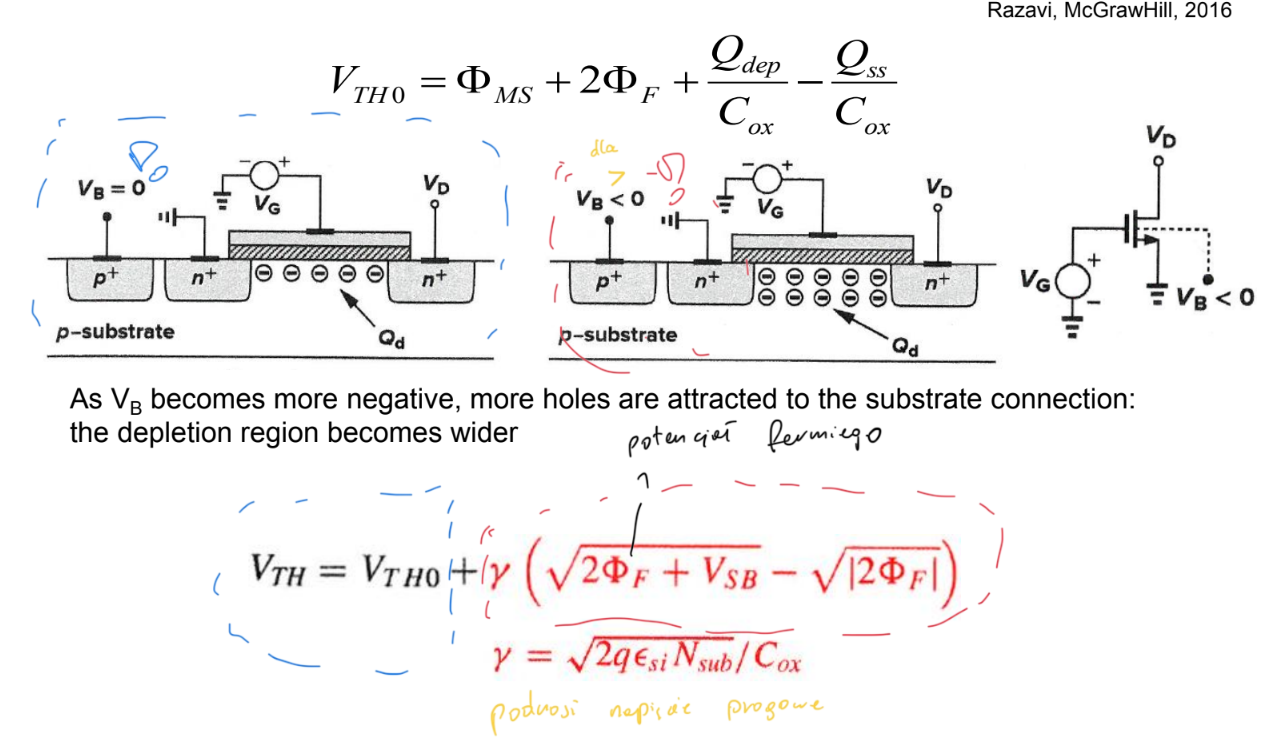 Razavi, McGrawHill, 2016
V_TH0 = Φ_MS + 2Φ_F + Q_dep/C_ox − Q_ss/C_ox
dla
V_B = 0 − + V_G V_D
V_B < 0 − + V_G V_D
V_D
p+ n+ n+
p+ n+ n+
V_G + − V_B < 0
p–substrate Q_d
p–substrate Q_d
As V_B becomes more negative, more holes are attracted to the substrate connection:
the depletion region becomes wider
potencjał Fermiego
V_TH = V_TH0 + γ (√(2Φ_F + V_SB) − √|2Φ_F|)
γ = √(2qϵ_si N_sub)/C_ox
podnosi napięcie progowe